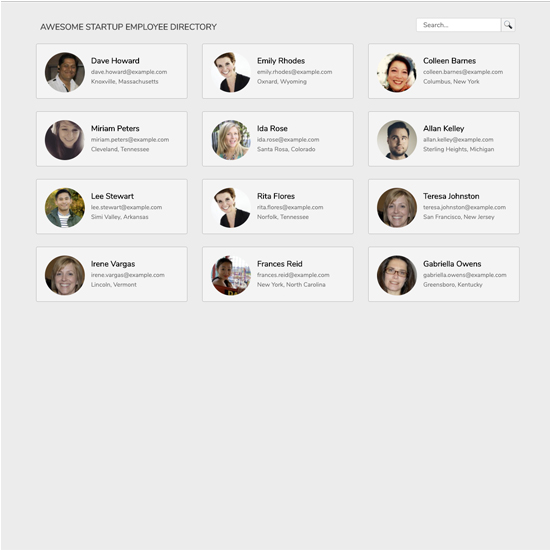 AWESOME STARTUP EMPLOYEE DIRECTORY
Search...
Dave Howard
dave.howard@example.com
Knoxville, Massachusetts
Emily Rhodes
emily.rhodes@example.com
Oxnard, Wyoming
Colleen Barnes
colleen.barnes@example.com
Columbus, New York
Miriam Peters
miriam.peters@example.com
Cleveland, Tennessee
Ida Rose
ida.rose@example.com
Santa Rosa, Colorado
Allan Kelley
allan.kelley@example.com
Sterling Heights, Michigan
Lee Stewart
lee.stewart@example.com
Simi Valley, Arkansas
Rita Flores
rita.flores@example.com
Norfolk, Tennessee
Teresa Johnston
teresa.johnston@example.com
San Francisco, New Jersey
Irene Vargas
irene.vargas@example.com
Lincoln, Vermont
Frances Reid
frances.reid@example.com
New York, North Carolina
Gabriella Owens
gabriella.owens@example.com
Greensboro, Kentucky